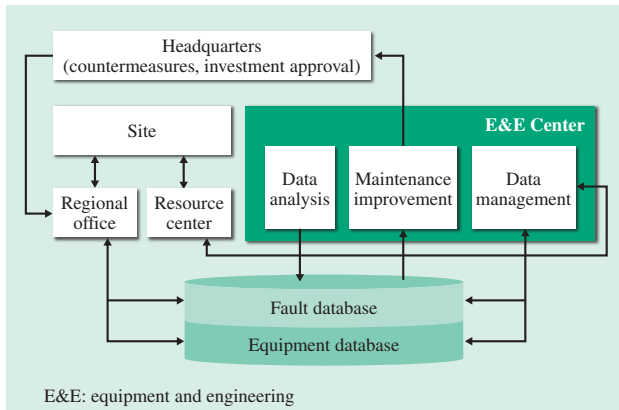 Headquarters
(countermeasures, investment approval)
Site
E&E Center
Data
analysis
Maintenance
improvement
Data
management
Regional
office
Resource
center
Fault database
Equipment database
E&E: equipment and engineering